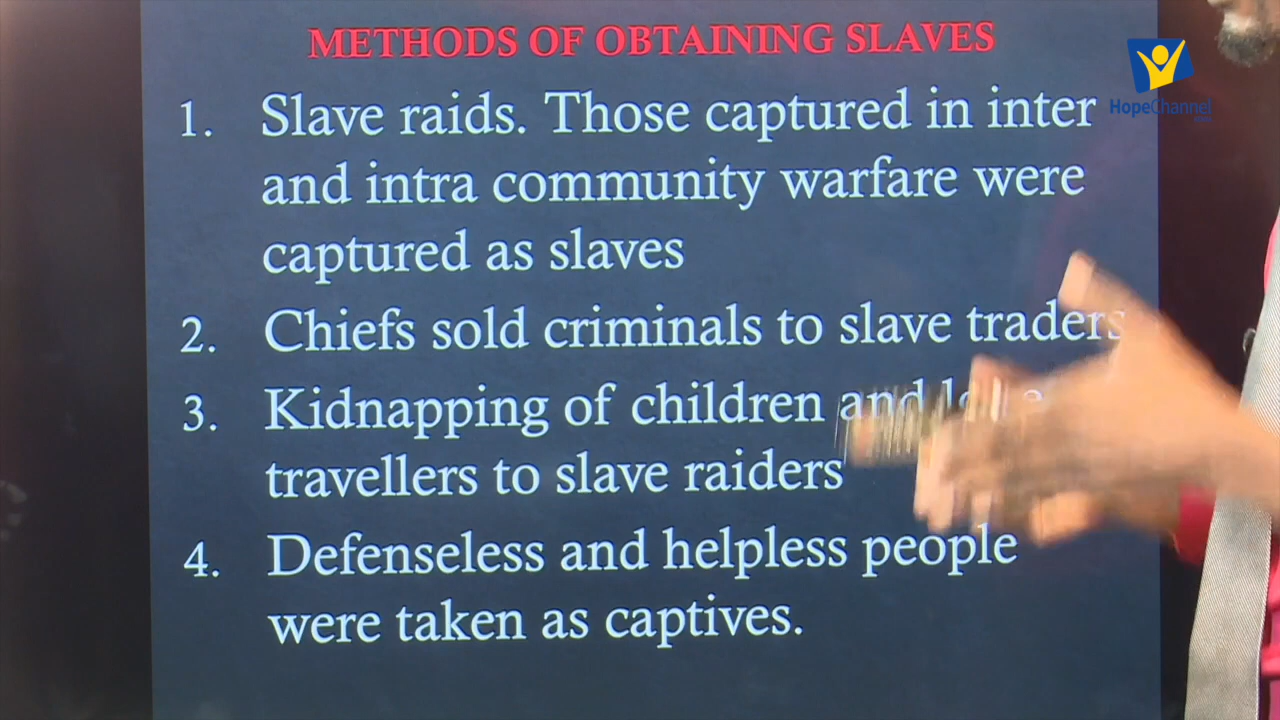 METHODS OF OBTAINING SLAVES
1. Slave raids. Those captured in inter
and intra community warfare were
captured as slaves
2. Chiefs sold criminals to slave traders
3. Kidnapping of children and
travellers to slave raiders
4. Defenseless and helpless people
were taken as captives.
HopeChannel